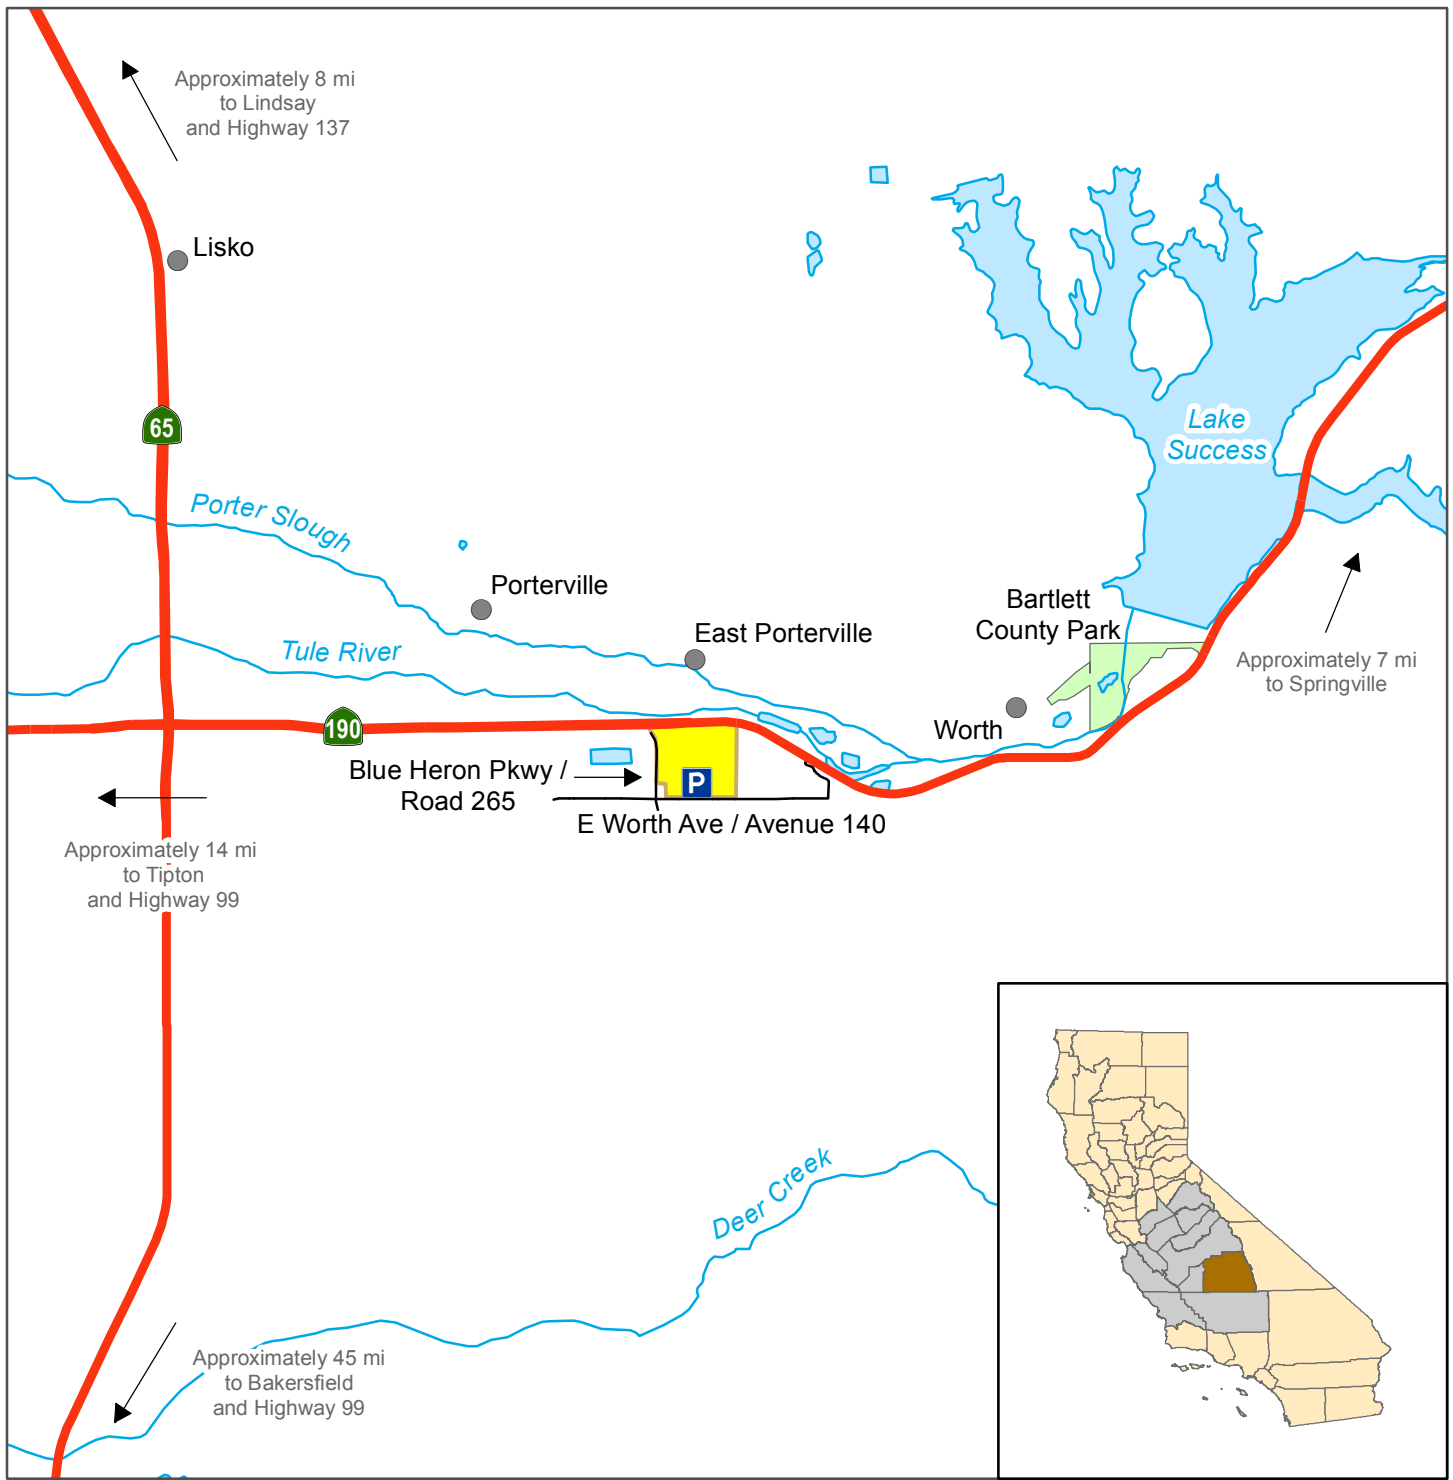 Approximately 8 mi
to Lindsay
and Highway 137
Lisko
65
Lake
Success
Porter Slough
Porterville
Bartlett
County Park
East Porterville
Tule River
Approximately 7 mi
to Springville
Worth
190
Blue Heron Pkwy /
Road 265
P
E Worth Ave / Avenue 140
Approximately 14 mi
to Tipton
and Highway 99
Deer Creek
Approximately 45 mi
to Bakersfield
and Highway 99